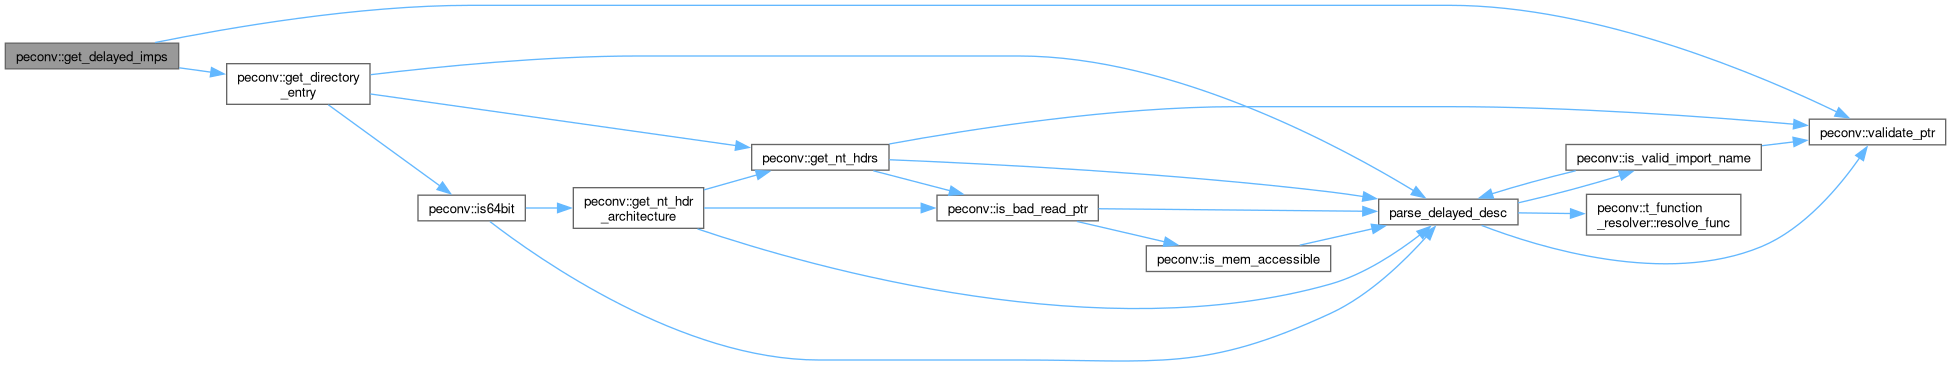 peconv::get_delayed_imps
peconv::get_directory
_entry
peconv::is64bit
peconv::get_nt_hdr
_architecture
peconv::get_nt_hdrs
peconv::is_bad_read_ptr
peconv::is_mem_accessible
parse_delayed_desc
peconv::is_valid_import_name
peconv::t_function
_resolver::resolve_func
peconv::validate_ptr